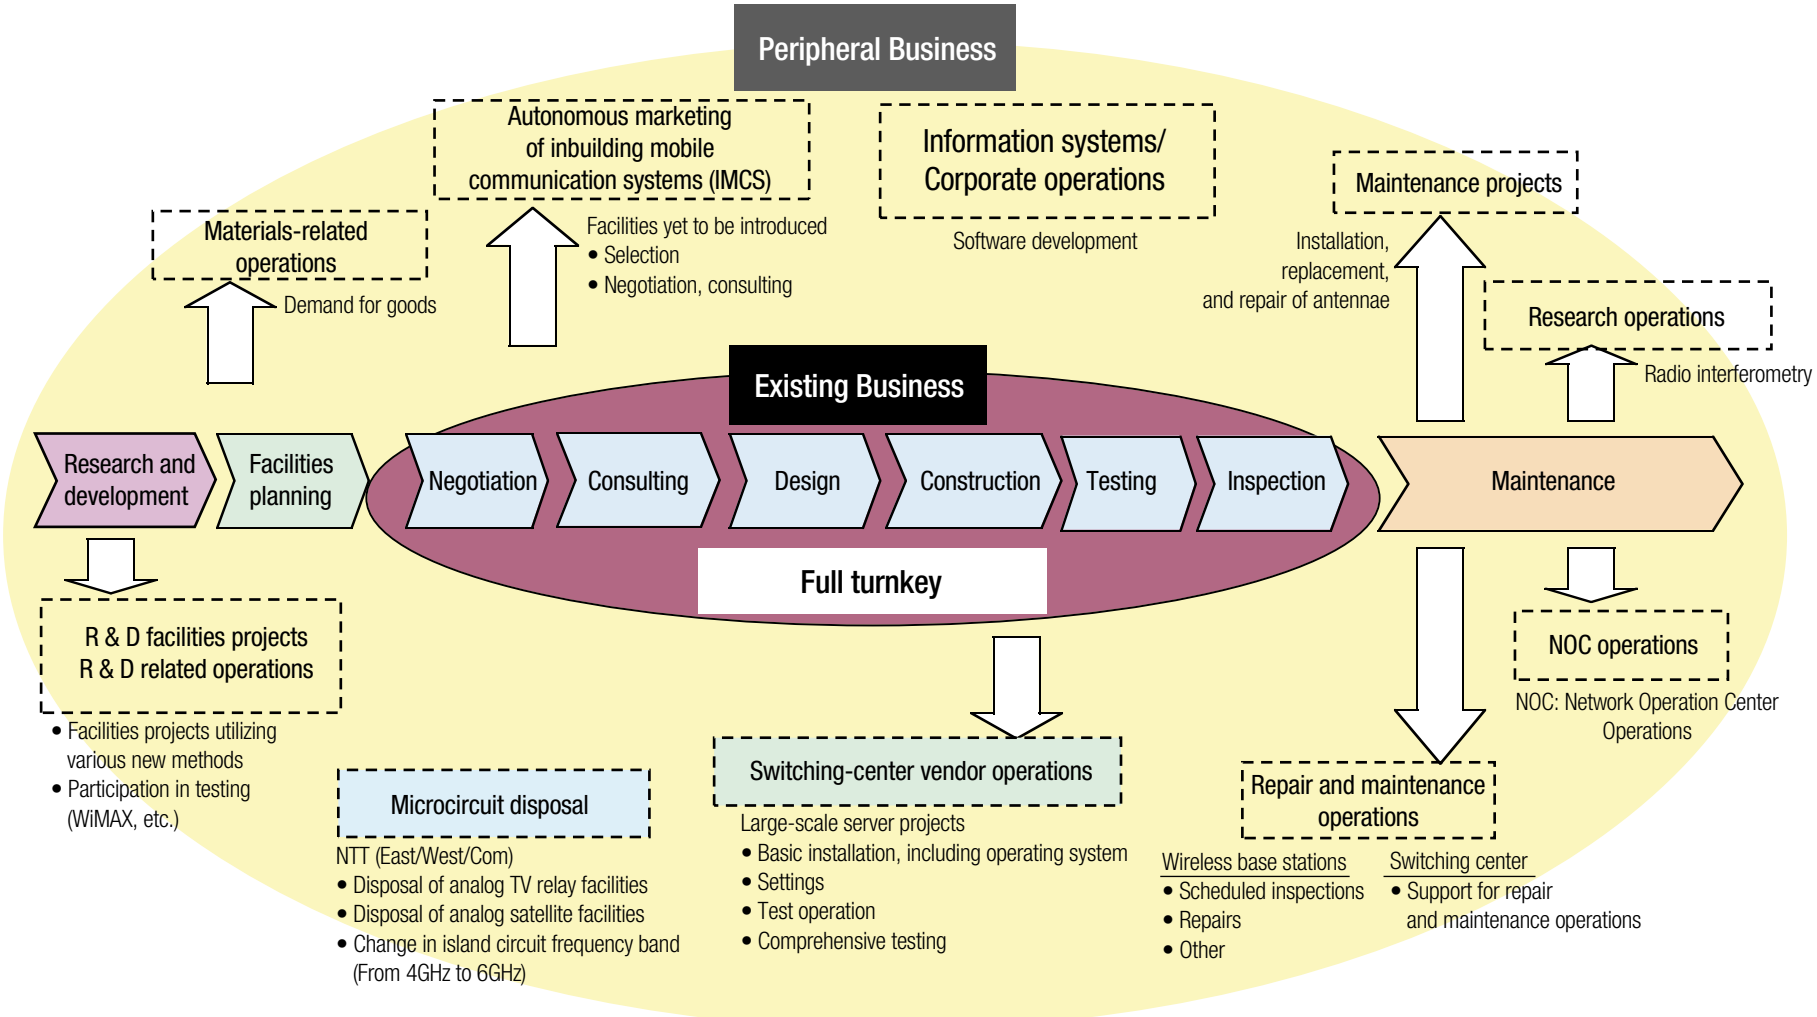 Peripheral Business
Autonomous marketing
of inbuilding mobile
communication systems (IMCS)
Facilities yet to be introduced
• Selection
• Negotiation, consulting
Information systems/
Corporate operations
Software development
Maintenance projects
Installation,
replacement,
and repair of antennae
Materials-related
operations
Demand for goods
Research operations
Radio interferometry
Existing Business
Research and
development
Facilities
planning
Negotiation
Consulting
Design
Construction
Testing
Inspection
Maintenance
Full turnkey
R & D facilities projects
R & D related operations
• Facilities projects utilizing
various new methods
• Participation in testing
(WiMAX, etc.)
NOC operations
NOC: Network Operation Center
Operations
Microcircuit disposal
NTT (East/West/Com)
• Disposal of analog TV relay facilities
• Disposal of analog satellite facilities
• Change in island circuit frequency band
(From 4GHz to 6GHz)
Switching-center vendor operations
Large-scale server projects
• Basic installation, including operating system
• Settings
• Test operation
• Comprehensive testing
Repair and maintenance
operations
Wireless base stations
• Scheduled inspections
• Repairs
• Other
Switching center
• Support for repair
and maintenance operations